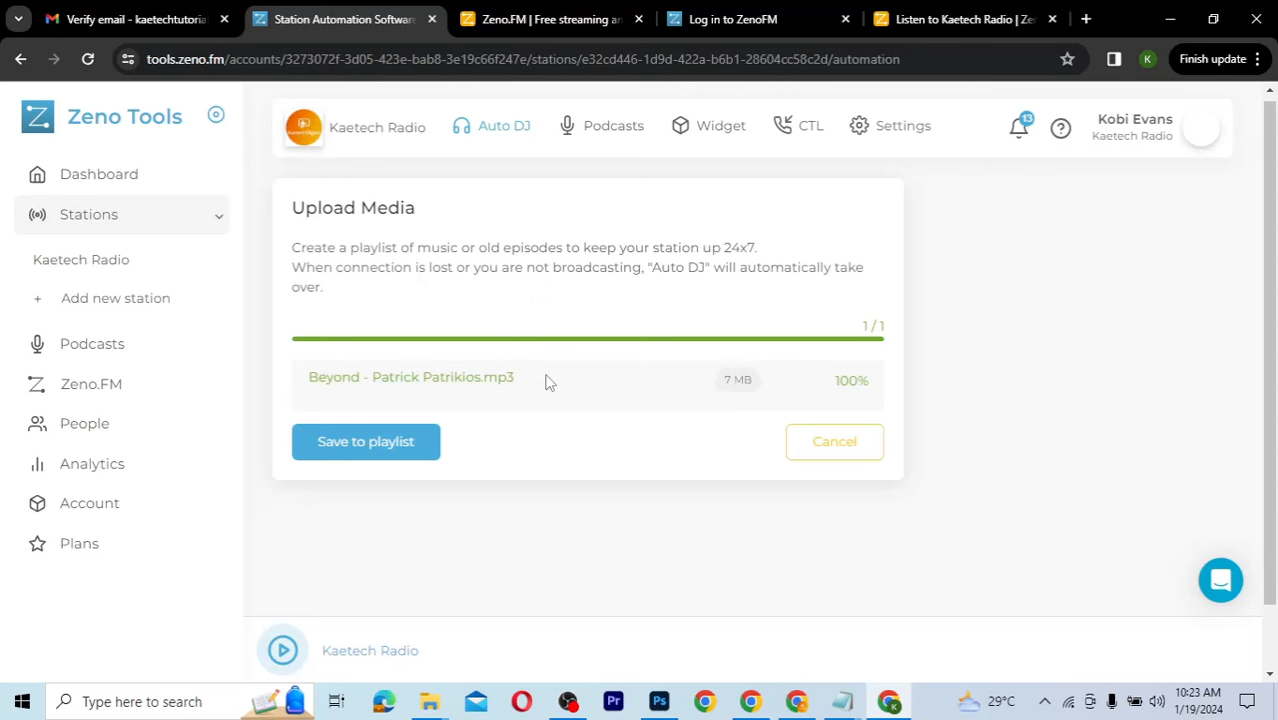 Verify email - kaetechtutoria
Station Automation Software
Zeno.FM | Free streaming an
Log in to ZenoFM
Listen to Kaetech Radio | Zen
tools.zeno.fm/accounts/3273072f-3d05-423e-bab8-3e19c66f247e/stations/e32cd446-1d9d-422a-b6b1-28604cc58c2d/automation
K
Finish update
Zeno Tools
Kaetech Radio
Auto DJ
Podcasts
Widget
CTL
Settings
13
Kobi Evans
Kaetech Radio
Dashboard
Stations
Kaetech Radio
+ Add new station
Podcasts
Zeno.FM
People
Analytics
Account
Plans
Upload Media
Create a playlist of music or old episodes to keep your station up 24x7.
When connection is lost or you are not broadcasting, "Auto DJ" will automatically take
over.
1 / 1
Beyond - Patrick Patrikios.mp3
7 MB
100%
Save to playlist
Cancel
Kaetech Radio
Type here to search
Pr
Ps
29°C
10:23 AM
1/19/2024